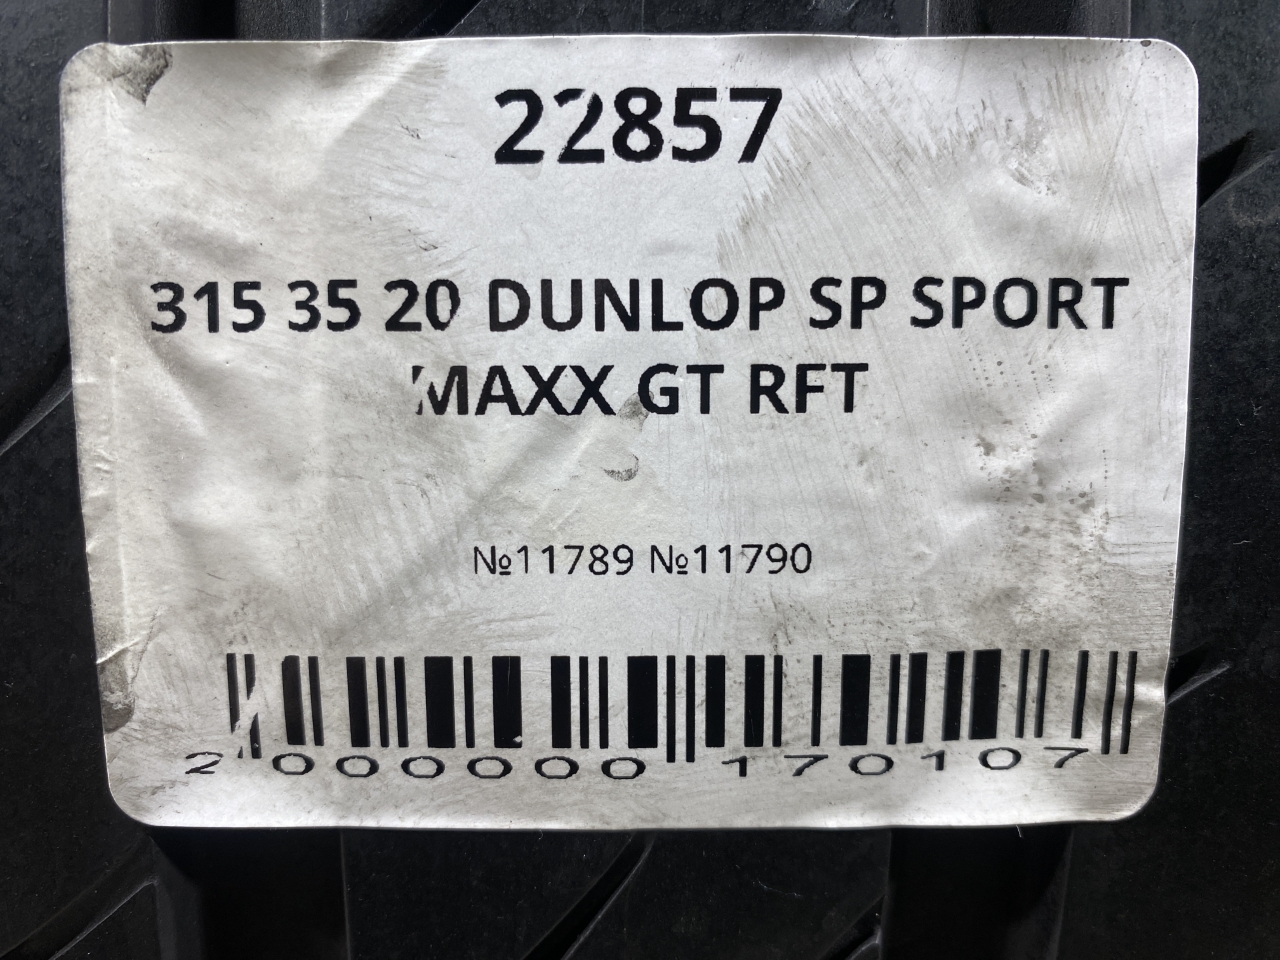 22857
315 35 20 DUNLOP SP SPORT
MAXX GT RFT
№11789 №11790
2 000000 170107